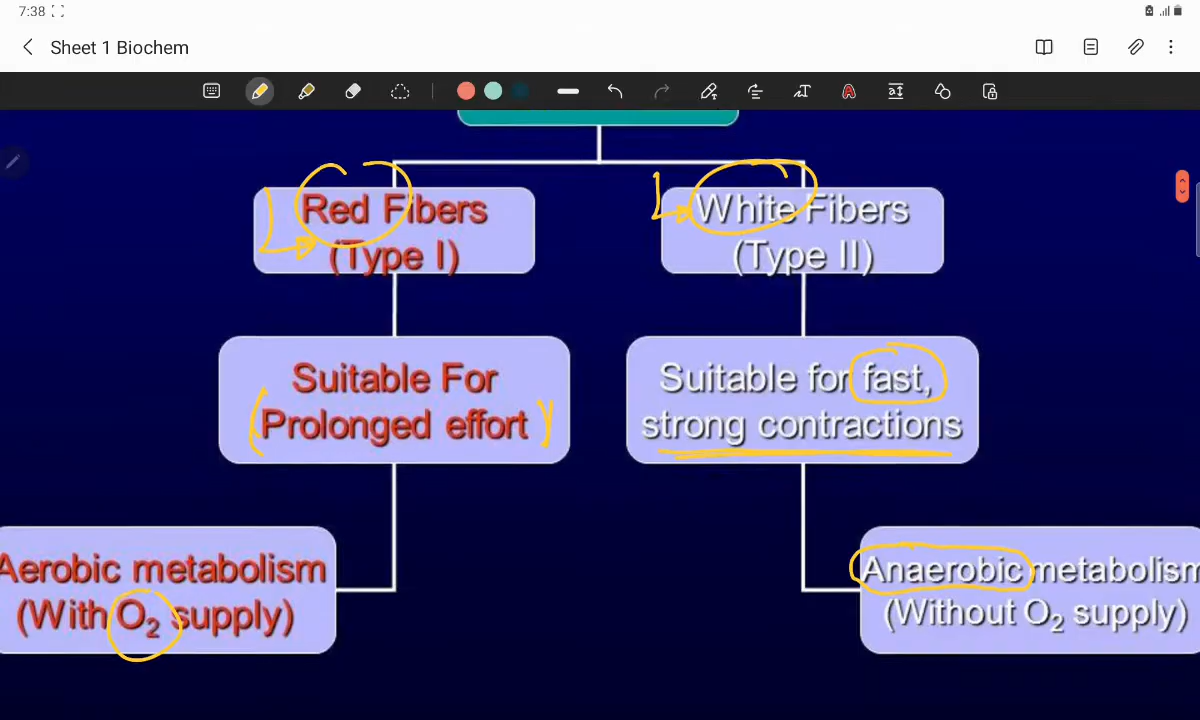 7:38
Sheet 1 Biochem
Red Fibers
(Type I)
White Fibers
(Type II)
Suitable For
Prolonged effort
Suitable for fast,
strong contractions
Aerobic metabolism
(With O₂ supply)
Anaerobic metabolism
(Without O₂ supply)